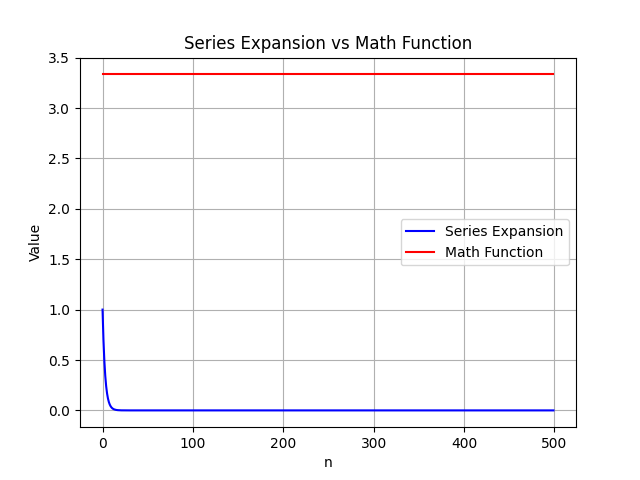 Series Expansion vs Math Function
3.5
3.0
2.5
2.0
1.5
1.0
0.5
0.0
Value
Series Expansion
Math Function
0 100 200 300 400 500
n